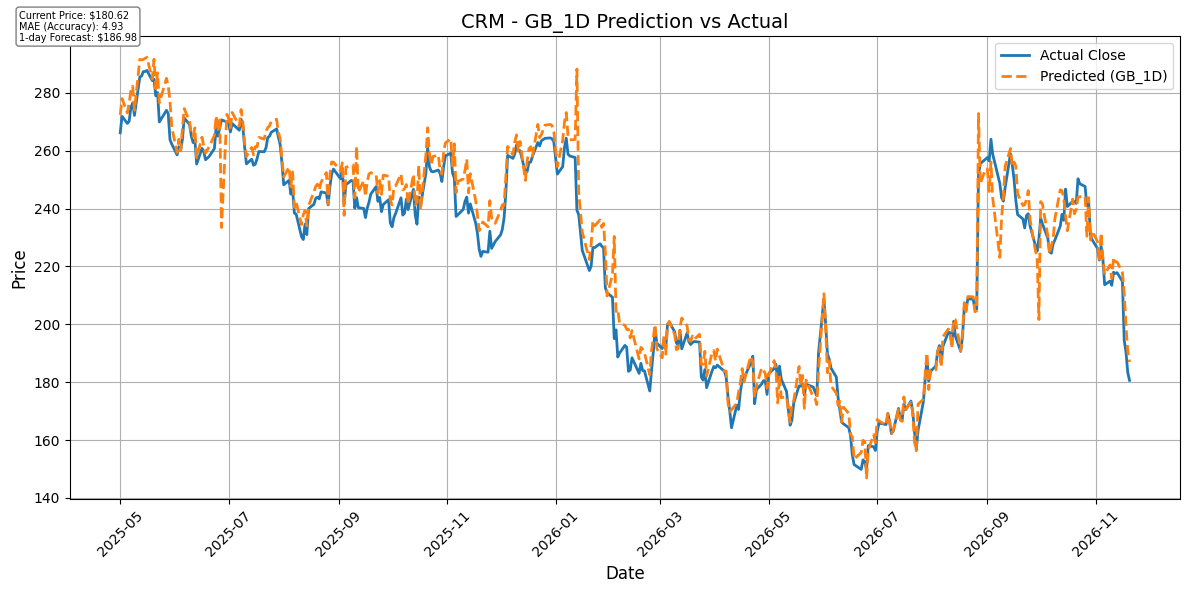 Current Price: $180.62
MAE (Accuracy): 4.93
1-day Forecast: $186.98
CRM - GB_1D Prediction vs Actual
Actual Close
Predicted (GB_1D)
Price
280
260
240
220
200
180
160
140
2025-05
2025-07
2025-09
2025-11
2026-01
2026-03
2026-05
2026-07
2026-09
2026-11
Date